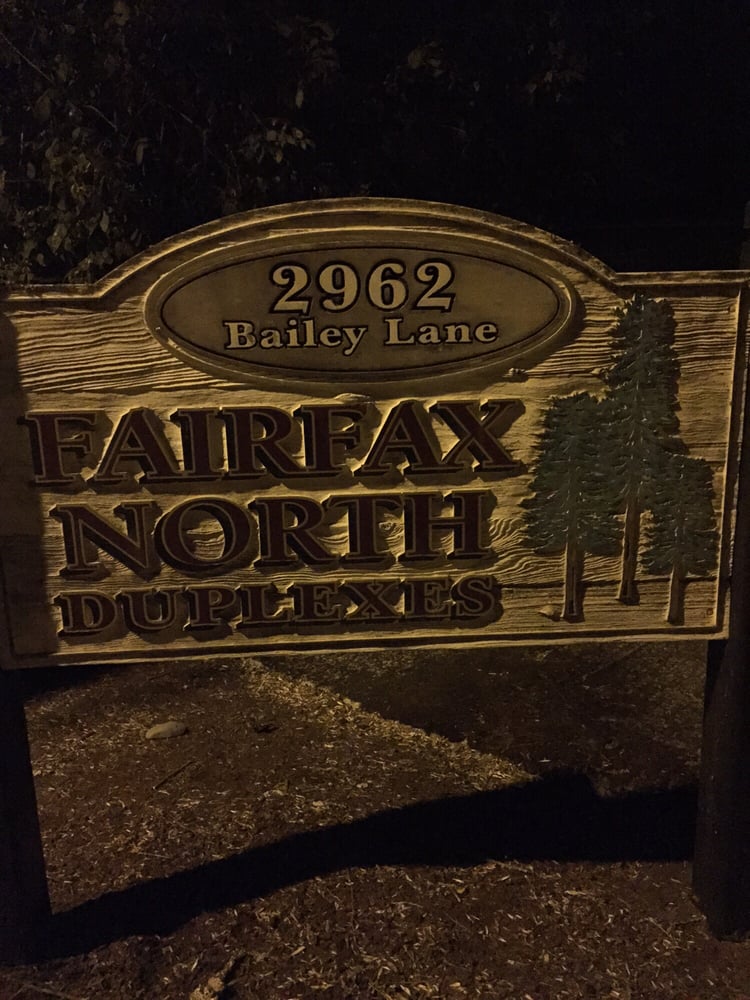 2962
Bailey Lane
FAIRFAX
NORTH
DUPLEXES